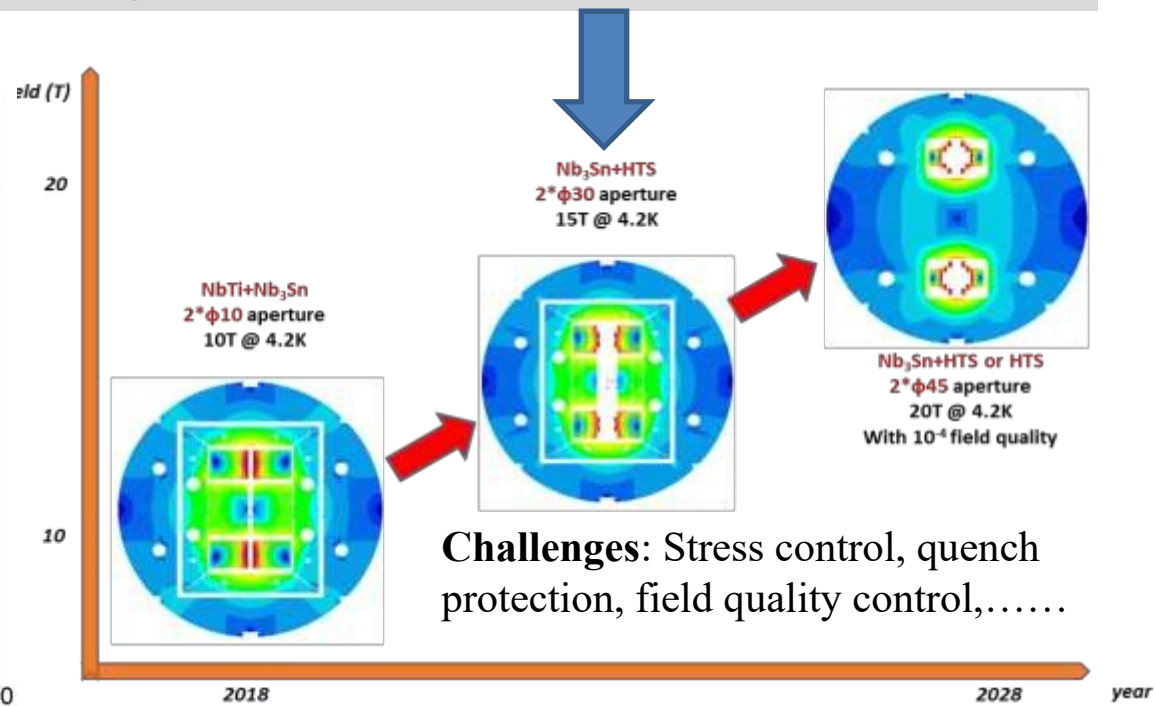 eld (T)
20
10
NbTi+Nb₃Sn
2*ϕ10 aperture
10T @ 4.2K
Nb₃Sn+HTS
2*ϕ30 aperture
15T @ 4.2K
Nb₃Sn+HTS or HTS
2*ϕ45 aperture
20T @ 4.2K
With 10⁻⁴ field quality
Challenges: Stress control, quench
protection, field quality control,……
0
2018
2028
year